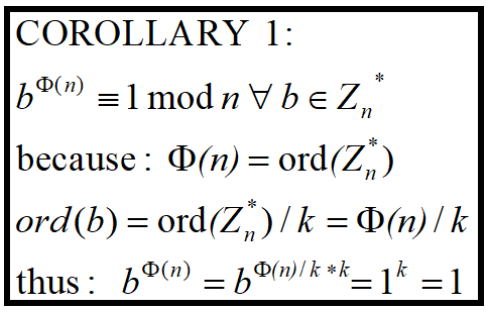 COROLLARY 1:
b^Φ(n) ≡ 1 mod n ∀ b ∈ Z_n^*
because : Φ(n) = ord(Z_n^*)
ord(b) = ord(Z_n^*) / k = Φ(n) / k
thus : b^Φ(n) = b^Φ(n)/k *k = 1^k = 1